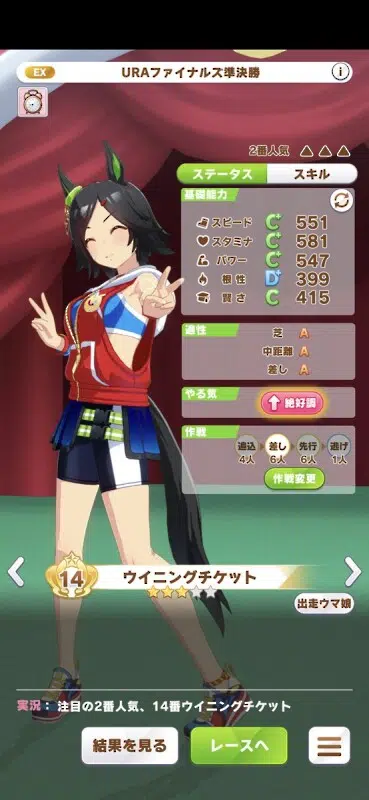 EX
URAファイナルズ準決勝
i
2番人気 △ △ △
ステータス スキル
基礎能力
スピード C+ 551
スタミナ C+ 581
パワー C+ 547
根性 D+ 399
賢さ C 415
適性
芝 A
中距離 A
差し A
やる気
絶好調
作戦
追込 差し 先行 逃げ
4人 6人 6人 1人
作戦変更
14 ウイニングチケット
出走ウマ娘
実況：注目の2番人気、14番ウイニングチケット
結果を見る レースへ